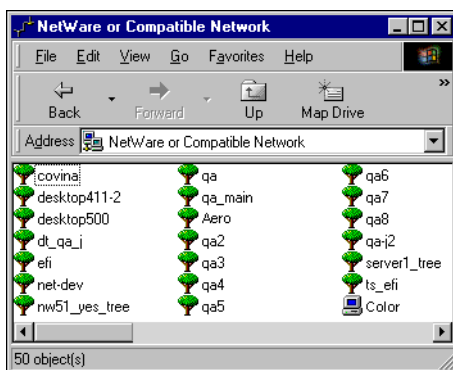 NetWare or Compatible Network
File Edit View Go Favorites Help
Back Forward Up Map Drive »
Address NetWare or Compatible Network
covina qa qa6
desktop411-2 qa_main qa7
desktop500 Aero qa8
dt_qa_j qa2 qa-j2
efi qa3 server1_tree
net-dev qa4 ts_efi
nw51_yes_tree qa5 Color
50 object(s)